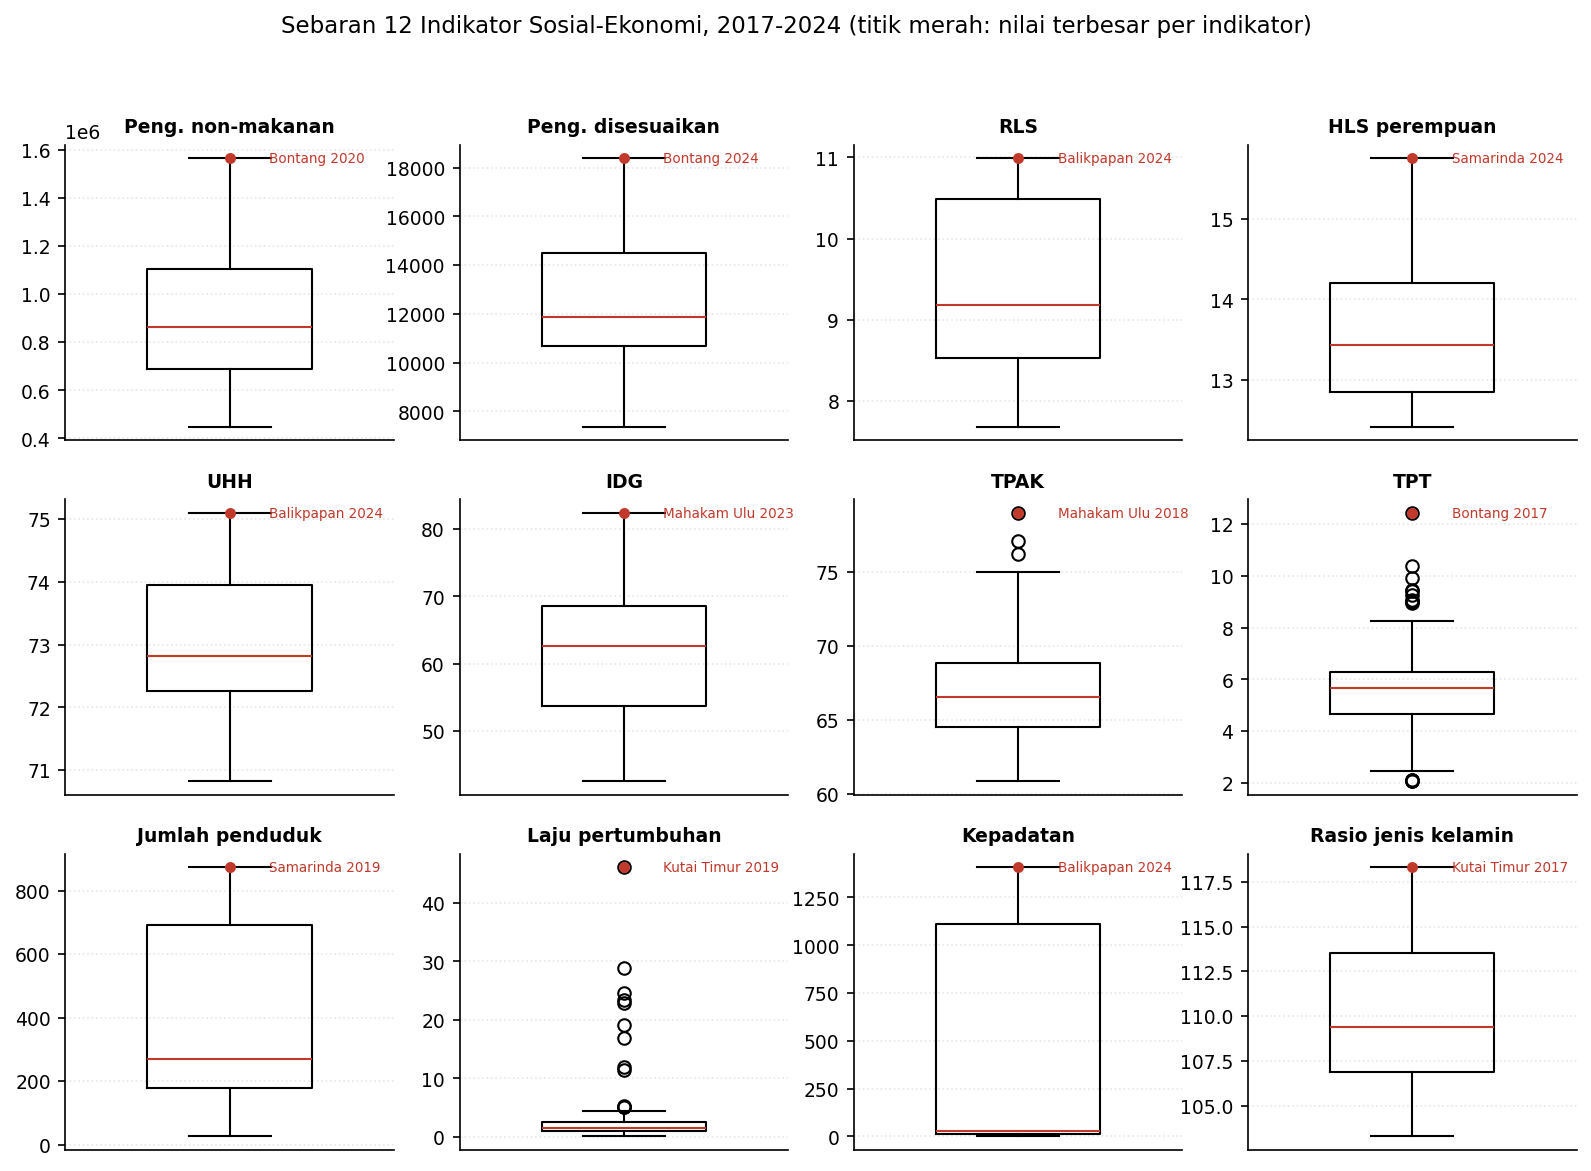 Sebaran 12 Indikator Sosial-Ekonomi, 2017-2024 (titik merah: nilai terbesar per indikator)
Peng. non-makanan
1e6
1.6
1.4
1.2
1.0
0.8
0.6
0.4
Bontang 2020
Peng. disesuaikan
18000
16000
14000
12000
10000
8000
Bontang 2024
RLS
11
10
9
8
Balikpapan 2024
HLS perempuan
15
14
13
Samarinda 2024
UHH
75
74
73
72
71
Balikpapan 2024
IDG
80
70
60
50
Mahakam Ulu 2023
TPAK
75
70
65
60
Mahakam Ulu 2018
TPT
12
10
8
6
4
2
Bontang 2017
Jumlah penduduk
800
600
400
200
0
Samarinda 2019
Laju pertumbuhan
40
30
20
10
0
Kutai Timur 2019
Kepadatan
1250
1000
750
500
250
0
Balikpapan 2024
Rasio jenis kelamin
117.5
115.0
112.5
110.0
107.5
105.0
Kutai Timur 2017